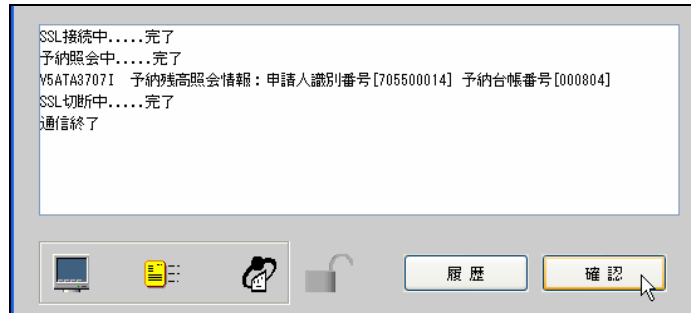 SSL接続中.....完了
予納照会中.....完了
V5ATA3707I　予納残高照会情報：申請人識別番号[705500014] 予納台帳番号[000804]
SSL切断中.....完了
通信終了
履 歴
確 認